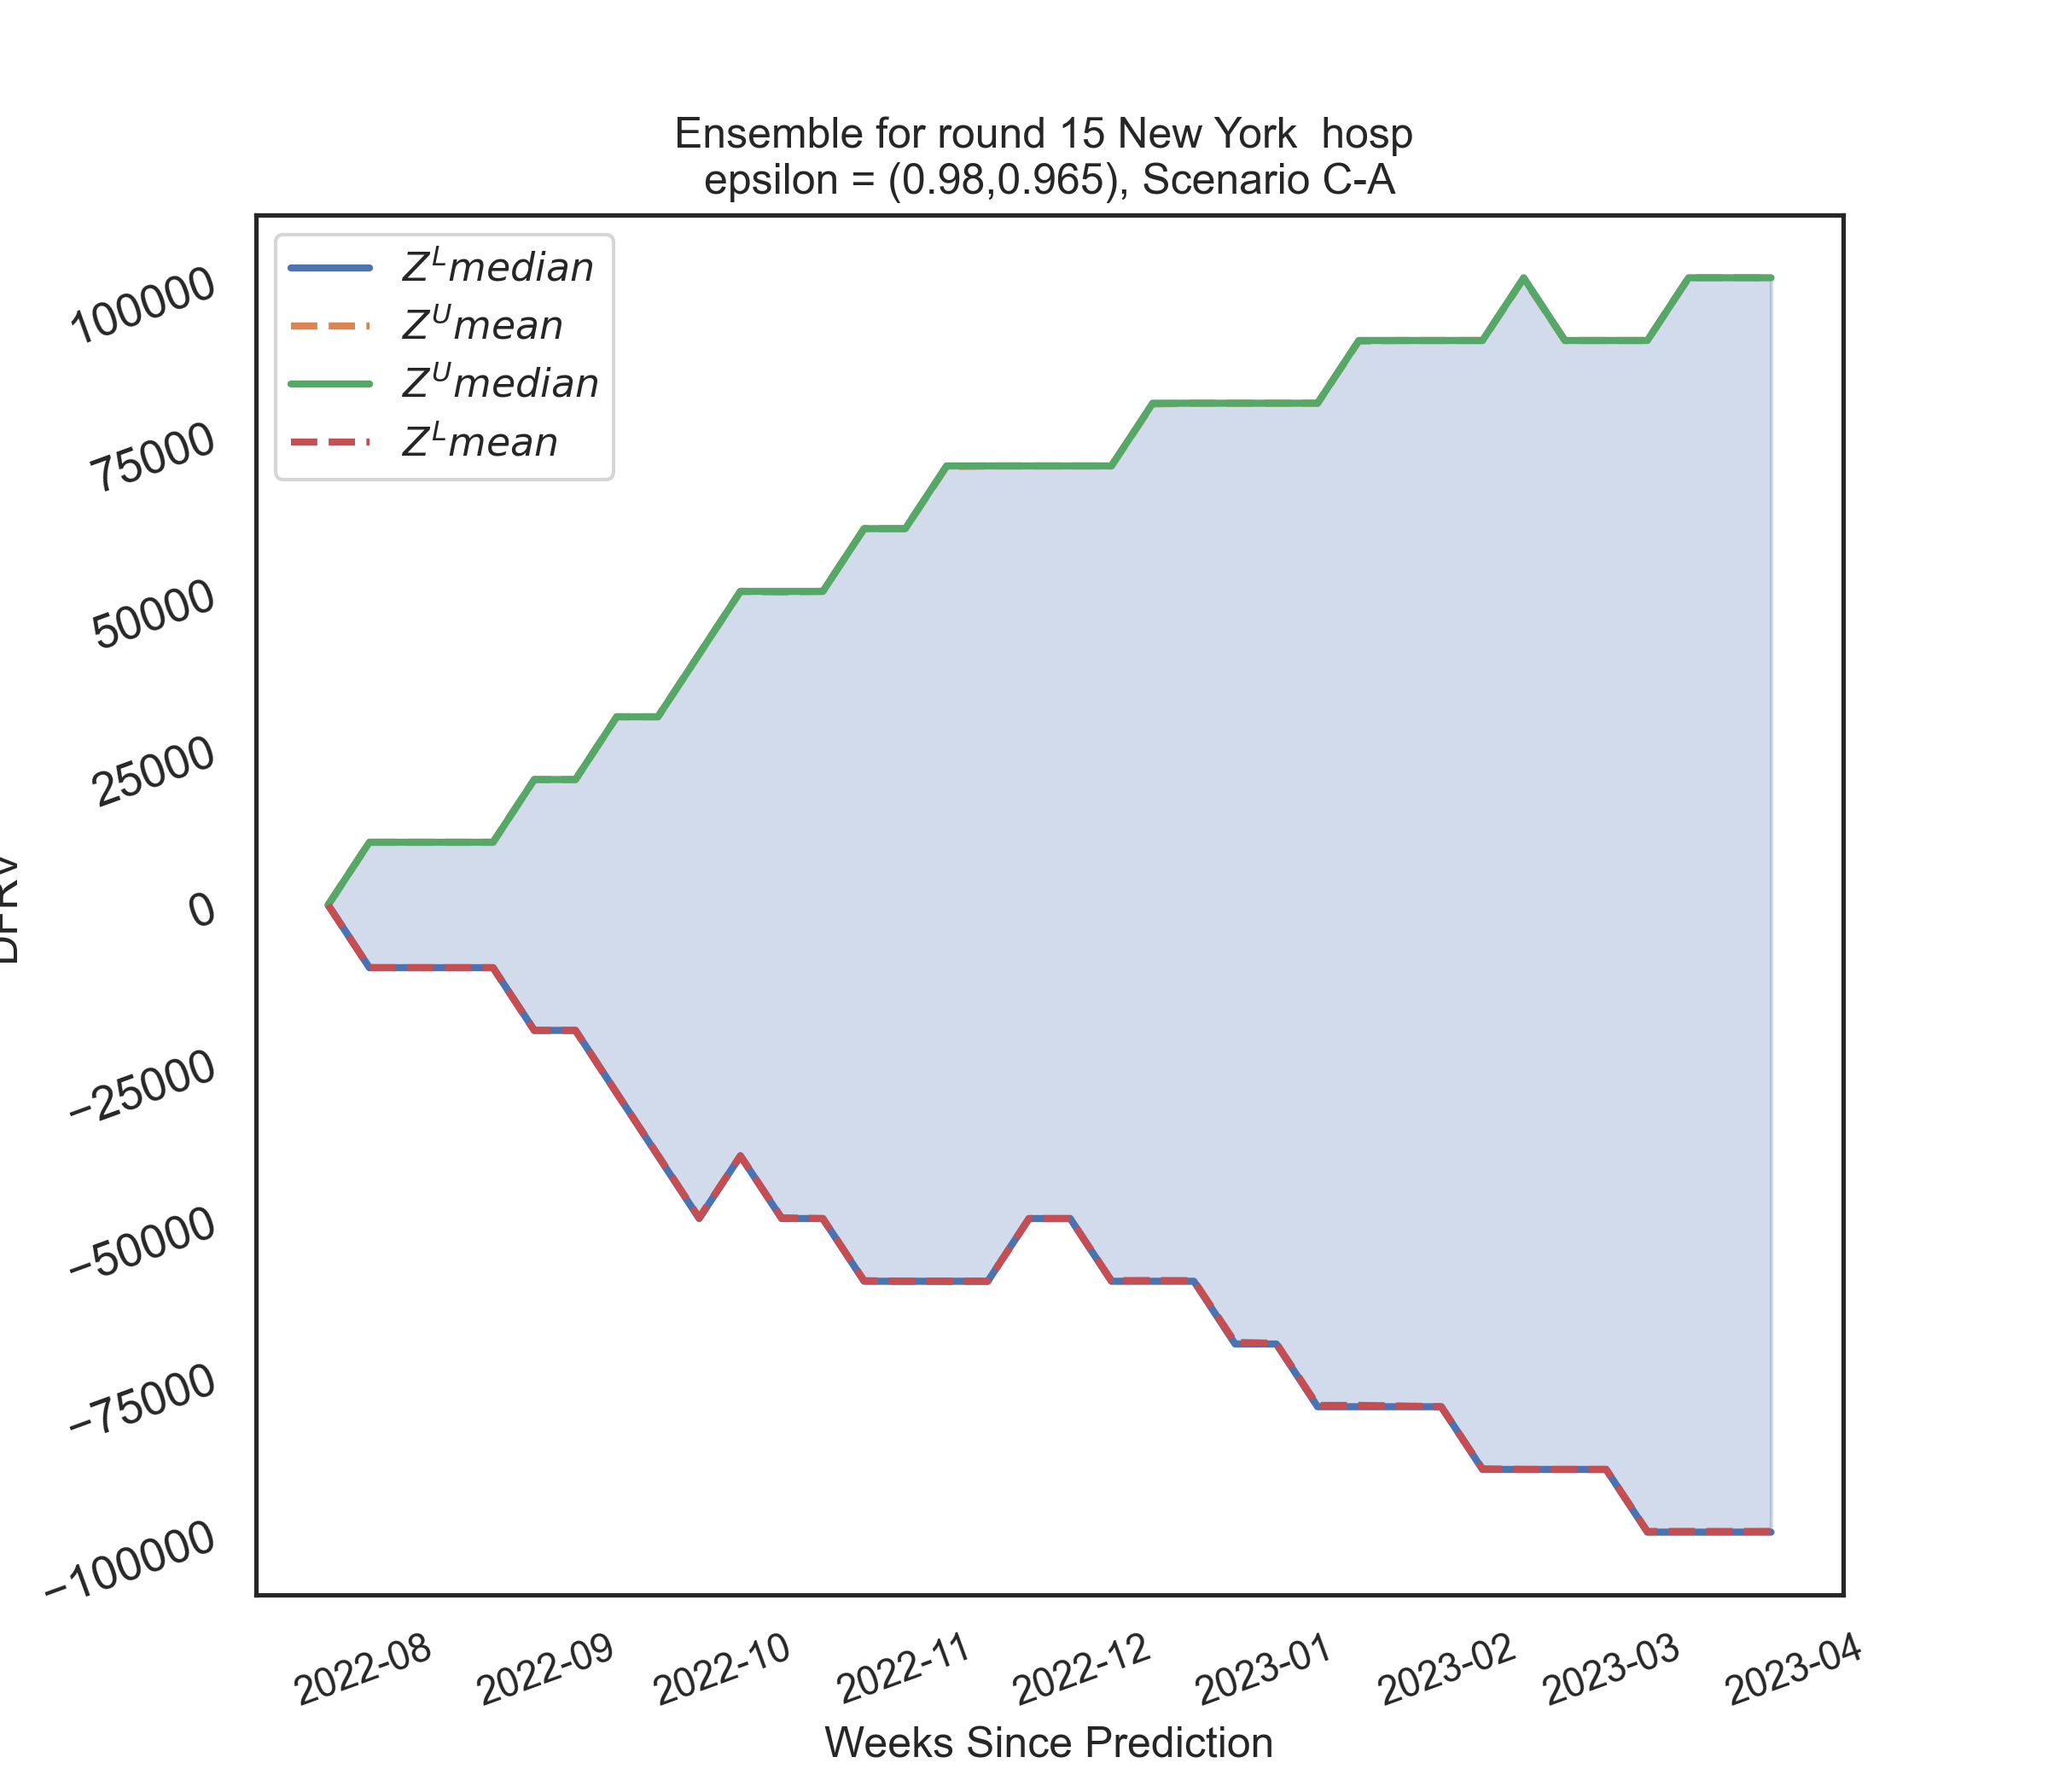 Ensemble for round 15 New York  hosp
epsilon = (0.98,0.965), Scenario C-A
Z^L median
Z^U mean
Z^U median
Z^L mean
100000
75000
50000
25000
0
−25000
−50000
−75000
−100000
2022-08
2022-09
2022-10
2022-11
2022-12
2023-01
2023-02
2023-03
2023-04
Weeks Since Prediction